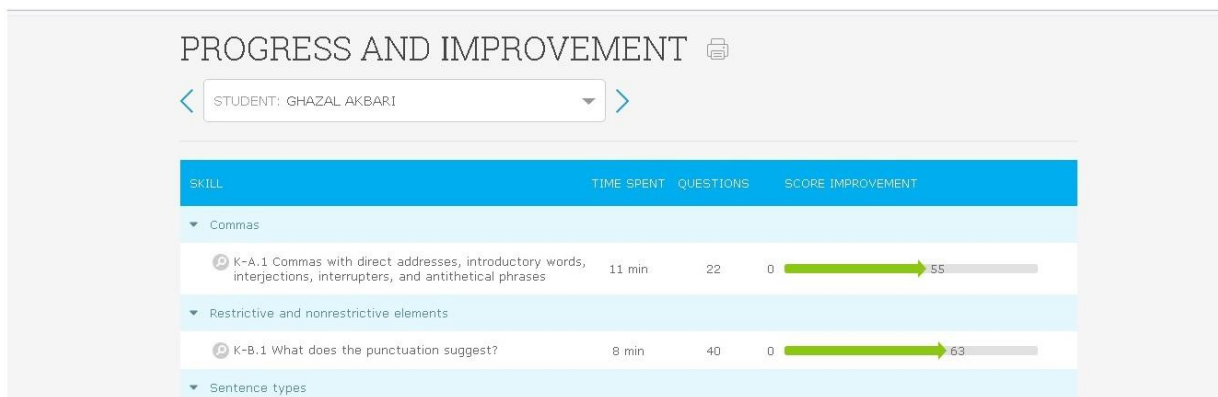 PROGRESS AND IMPROVEMENT
STUDENT: GHAZAL AKBARI
SKILL TIME SPENT QUESTIONS SCORE IMPROVEMENT
Commas
K-A.1 Commas with direct addresses, introductory words,
interjections, interrupters, and antithetical phrases 11 min 22 0 55
Restrictive and nonrestrictive elements
K-B.1 What does the punctuation suggest? 8 min 40 0 63
Sentence types